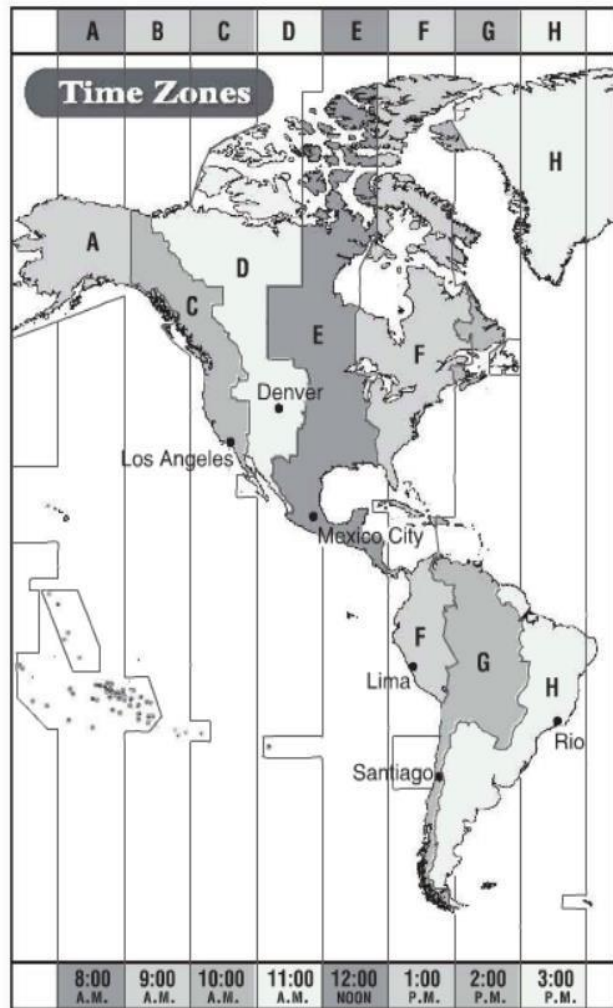 A B C D E F G H
Time Zones
H
A
D
C
E
F
Denver
Los Angeles
Mexico City
F
G
Lima
H
Rio
Santiago
8:00 9:00 10:00 11:00 12:00 1:00 2:00 3:00
A.M. A.M. A.M. A.M. NOON P.M. P.M. P.M.